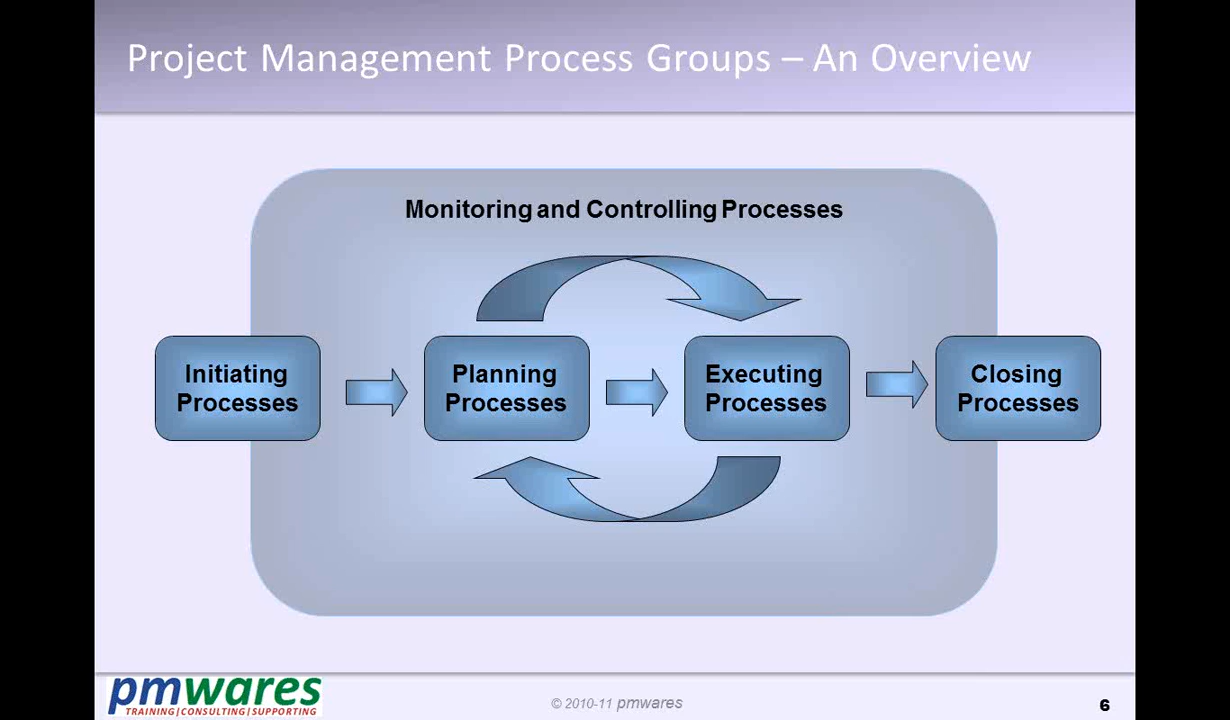 Project Management Process Groups – An Overview
Monitoring and Controlling Processes
Initiating
Processes
Planning
Processes
Executing
Processes
Closing
Processes
pmwares
TRAINING|CONSULTING|SUPPORTING
© 2010-11 pmwares
6